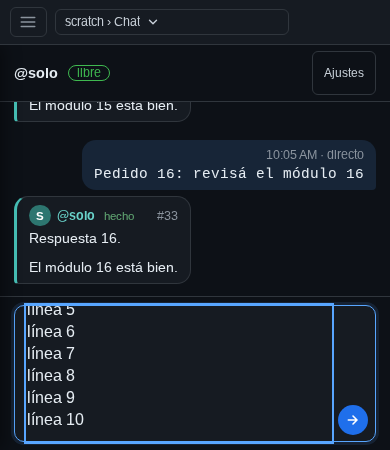 scratch › Chat
@solo libre
Ajustes
El módulo 15 está bien.
10:05 AM · directo
Pedido 16: revisá el módulo 16
S @solo hecho #33
Respuesta 16.
El módulo 16 está bien.
línea 5
línea 6
línea 7
línea 8
línea 9
línea 10